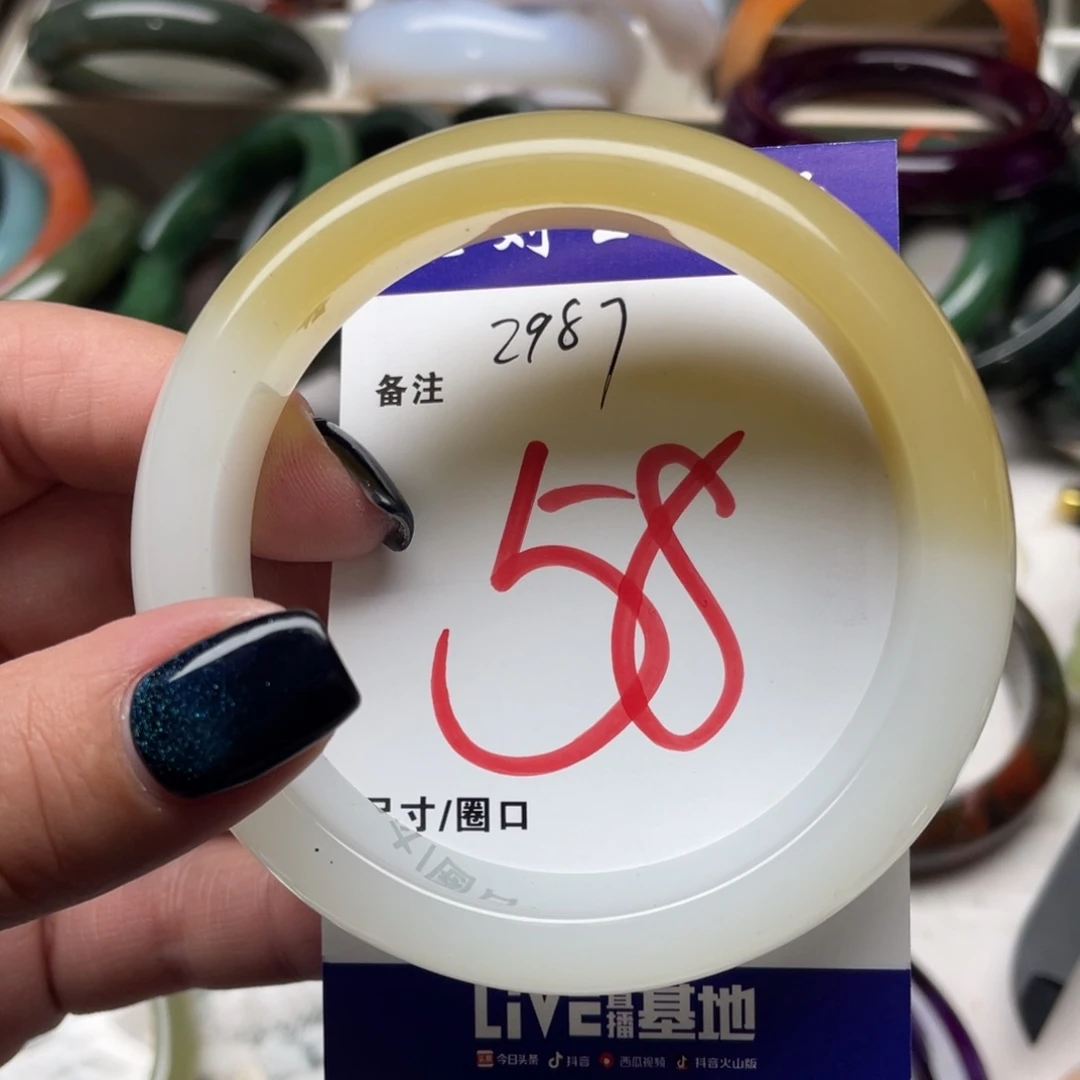 2987
备注
58
尺寸/圈口
LiVE直播基地
今日头条 抖音 西瓜视频 抖音火山版